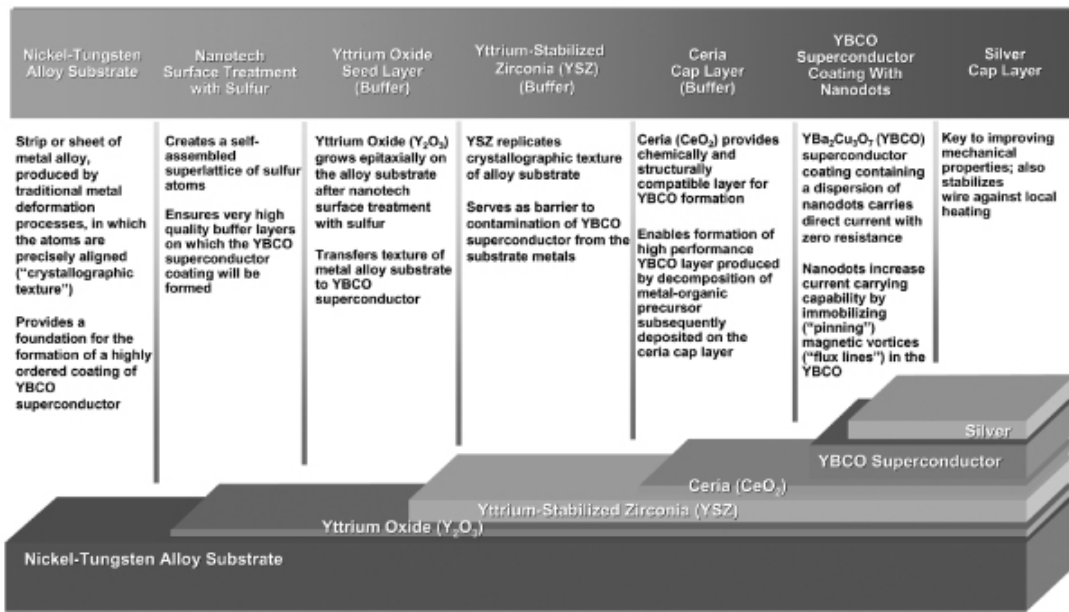 Nickel-Tungsten
Alloy Substrate
Nanotech
Surface Treatment
with Sulfur
Yttrium Oxide
Seed Layer
(Buffer)
Yttrium-Stabilized
Zirconia (YSZ)
(Buffer)
Ceria
Cap Layer
(Buffer)
YBCO
Superconductor
Coating With
Nanodots
Silver
Cap Layer
Strip or sheet of
metal alloy,
produced by
traditional metal
deformation
processes, in which
the atoms are
precisely aligned
("crystallographic
texture")
Provides a
foundation for the
formation of a highly
ordered coating of
YBCO
superconductor
Creates a self-
assembled
superlattice of sulfur
atoms
Ensures very high
quality buffer layers
on which the YBCO
superconductor
coating will be
formed
Yttrium Oxide (Y₂O₃)
grows epitaxially on
the alloy substrate
after nanotech
surface treatment
with sulfur
Transfers texture of
metal alloy substrate
to YBCO
superconductor
YSZ replicates
crystallographic texture
of alloy substrate
Serves as barrier to
contamination of YBCO
superconductor from the
substrate metals
Ceria (CeO₂) provides
chemically and
structurally
compatible layer for
YBCO formation
Enables formation of
high performance
YBCO layer produced
by decomposition of
metal-organic
precursor
subsequently
deposited on the
ceria cap layer
YBa₂Cu₃O₇ (YBCO)
superconductor
coating containing
a dispersion of
nanodots carries
direct current with
zero resistance
Nanodots increase
current carrying
capability by
immobilizing
("pinning")
magnetic vortices
("flux lines") in the
YBCO
Key to improving
mechanical
properties; also
stabilizes
wire against local
heating
Silver
YBCO Superconductor
Ceria (CeO₂)
Yttrium-Stabilized Zirconia (YSZ)
Yttrium Oxide (Y₂O₃)
Nickel-Tungsten Alloy Substrate